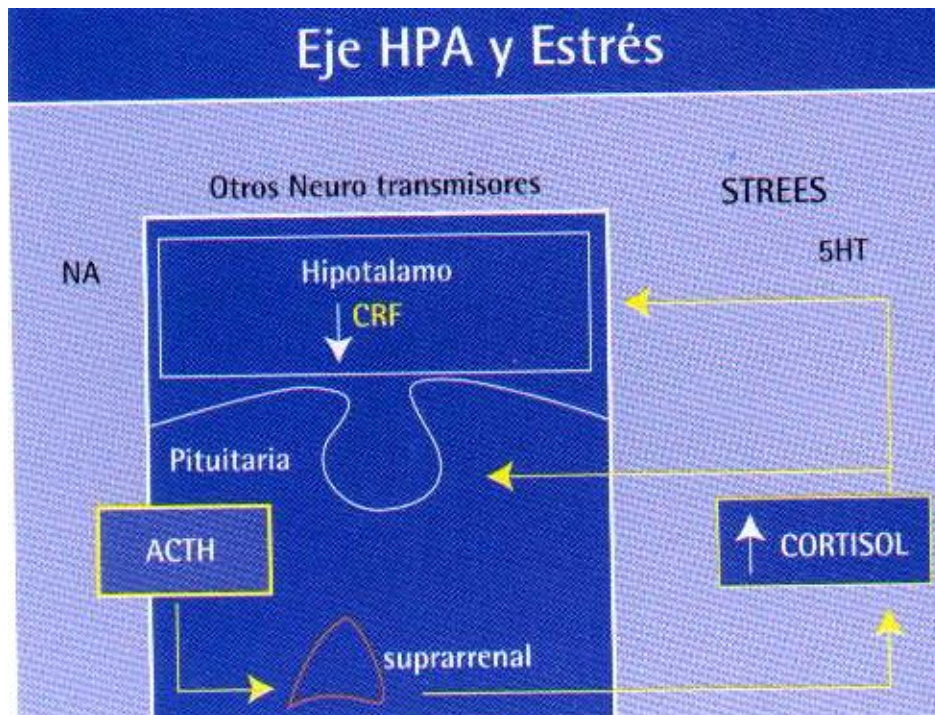 Eje HPA y Estrés
Otros Neuro transmisores
STREES
NA
5HT
Hipotalamo
CRF
Pituitaria
ACTH
CORTISOL
suprarrenal